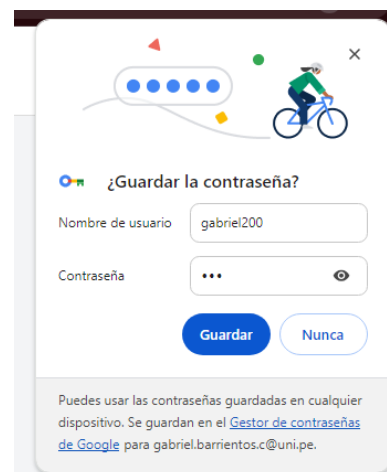 ¿Guardar la contraseña?
Nombre de usuario gabriel200
Contraseña •••
Guardar Nunca
Puedes usar las contraseñas guardadas en cualquier
dispositivo. Se guardan en el Gestor de contraseñas
de Google para gabriel.barrientos.c@uni.pe.